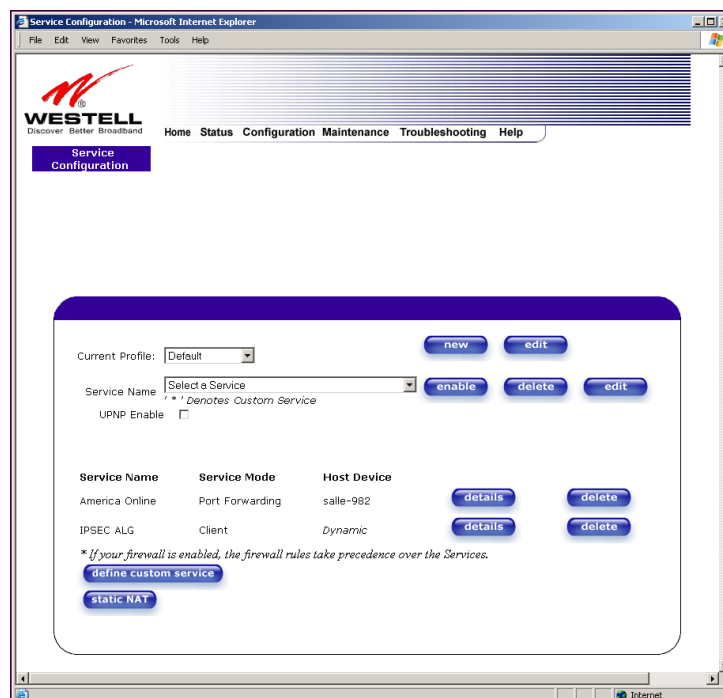 Service Configuration - Microsoft Internet Explorer
File Edit View Favorites Tools Help
®
WESTELL
Discover Better Broadband
Home Status Configuration Maintenance Troubleshooting Help
Service
Configuration
new edit
Current Profile: Default
Service Name Select a Service enable delete edit
' * ' Denotes Custom Service
UPNP Enable
Service Name Service Mode Host Device
America Online Port Forwarding salle-982 details delete
IPSEC ALG Client Dynamic details delete
* If your firewall is enabled, the firewall rules take precedence over the Services.
define custom service
static NAT
Internet